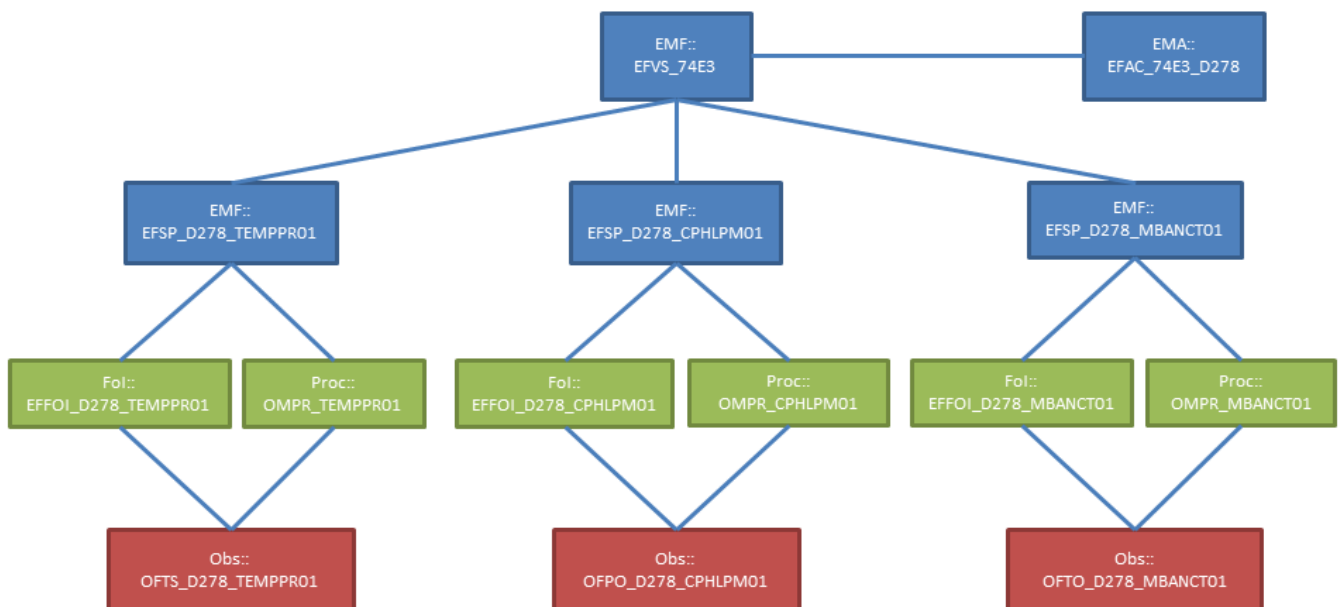 EMF::
EFVS_74E3
EMA::
EFAC_74E3_D278
EMF::
EFSP_D278_TEMPPR01
EMF::
EFSP_D278_CPHLPM01
EMF::
EFSP_D278_MBANCT01
FoI::
EFFOI_D278_TEMPPR01
Proc::
OMPR_TEMPPR01
FoI::
EFFOI_D278_CPHLPM01
Proc::
OMPR_CPHLPM01
FoI::
EFFOI_D278_MBANCT01
Proc::
OMPR_MBANCT01
Obs::
OFTS_D278_TEMPPR01
Obs::
OFPO_D278_CPHLPM01
Obs::
OFTO_D278_MBANCT01